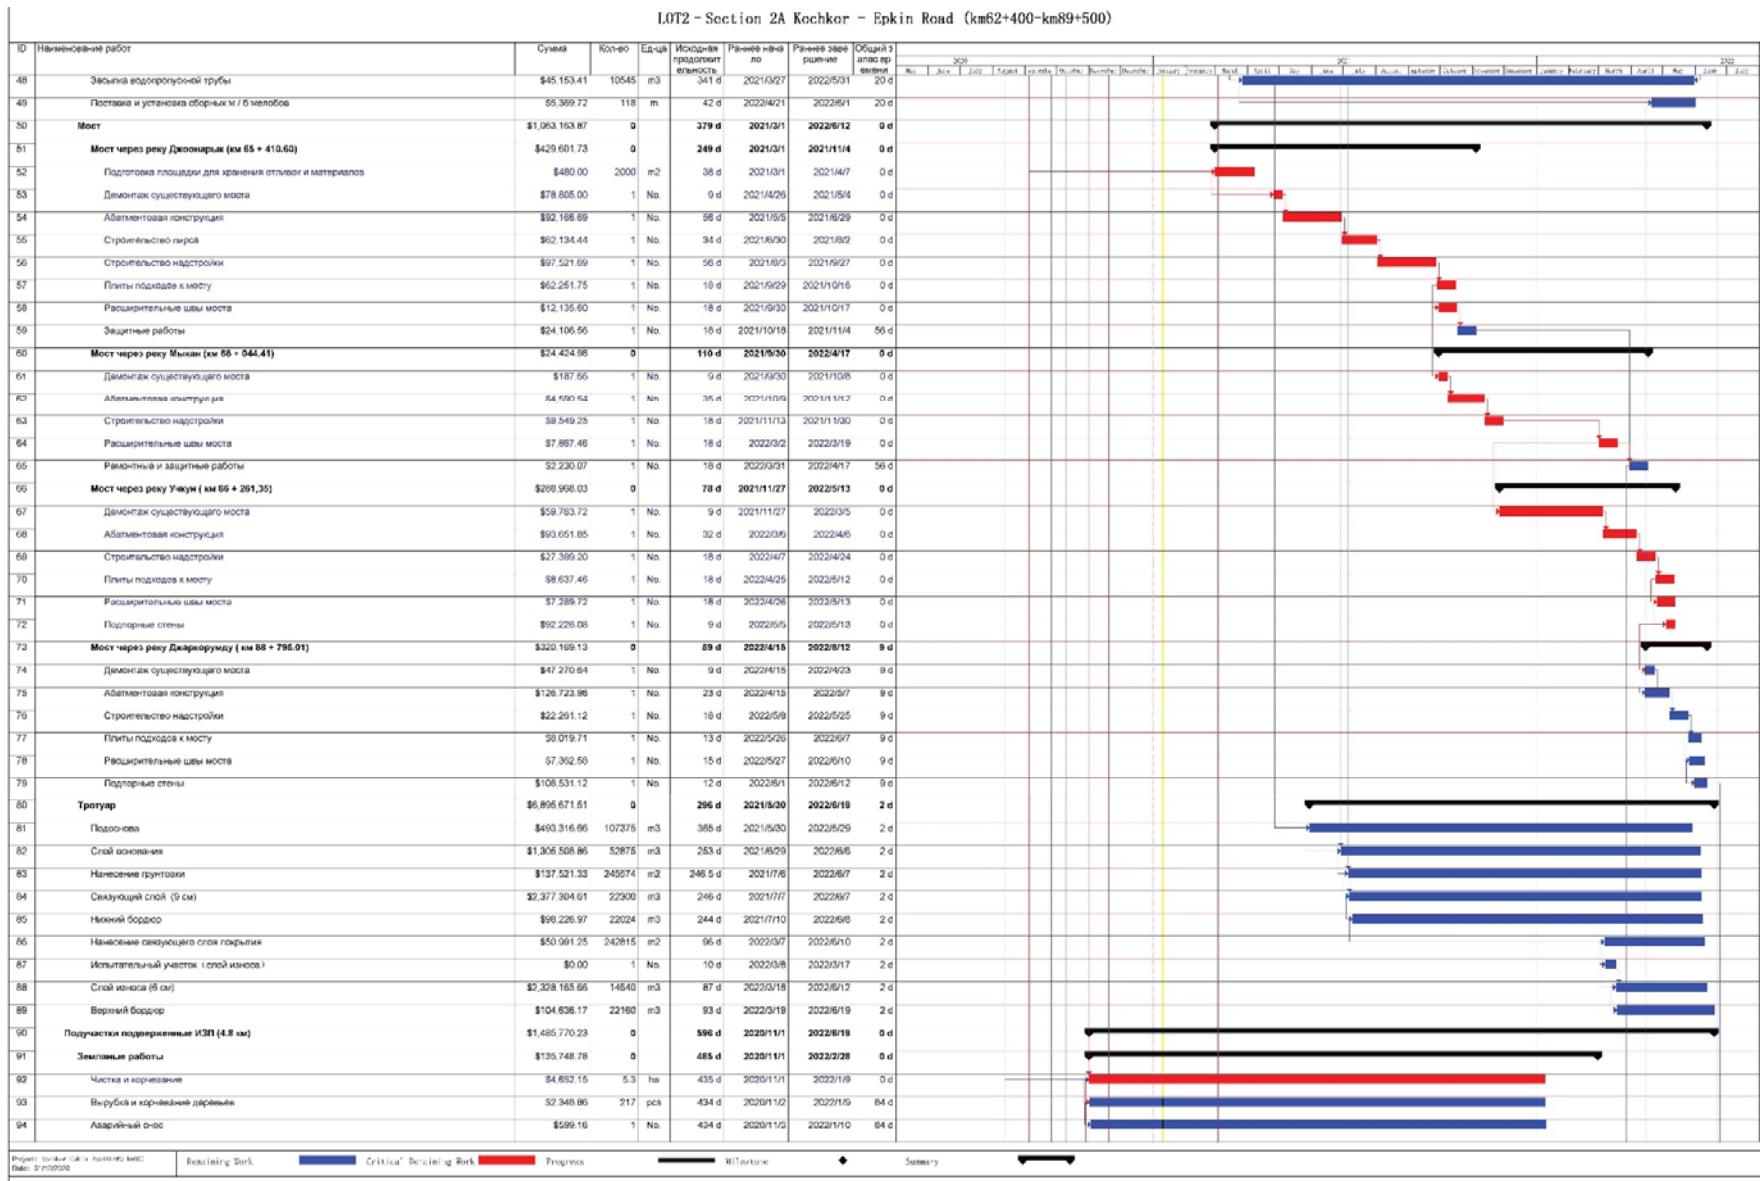 LOT2 - Section 2A Kochkor - Epkin Road (km62+400-km89+500)
ID Наименование работ Сумма Кол-во Ед-ца Исходная продолжительность Раннее начало Раннее завершение Общий запас времени
48 Засыпка водопропускной трубы $45,153.41 10545 m3 341 d 2021/3/27 2022/5/31 20 d
49 Поставка и установка сборных ж / б желобов $5,369.72 118 m 42 d 2022/4/21 2022/6/1 20 d
50 Мост $1,063,163.87 0 379 d 2021/3/1 2022/6/12 0 d
51 Мост через реку Джоонарык (км 65 + 410.60) $429,601.73 0 249 d 2021/3/1 2021/11/4 0 d
52 Подготовка площадки для хранения отливок и материалов $480.00 2000 m2 38 d 2021/3/1 2021/4/7 0 d
53 Демонтаж существующего моста $78,805.00 1 No. 9 d 2021/4/26 2021/5/4 0 d
54 Абатментовая конструкция $92,166.69 1 No. 56 d 2021/5/5 2021/6/29 0 d
55 Строительство пирса $62,134.44 1 No. 34 d 2021/6/30 2021/8/2 0 d
56 Строительство надстройки $97,521.69 1 No. 56 d 2021/8/3 2021/9/27 0 d
57 Плиты подходов к мосту $62,251.75 1 No. 18 d 2021/9/29 2021/10/16 0 d
58 Расширительные швы моста $12,135.60 1 No. 18 d 2021/9/30 2021/10/17 0 d
59 Защитные работы $24,106.56 1 No. 18 d 2021/10/18 2021/11/4 56 d
60 Мост через реку Мыкан (км 88 + 044,41) $24,424.98 0 110 d 2021/9/30 2022/4/17 0 d
61 Демонтаж существующего моста $187.66 1 No. 9 d 2021/9/30 2021/10/8 0 d
62 Абатментовая конструкция $4,590.54 1 No. 35 d 2021/10/9 2021/11/12 0 d
63 Строительство надстройки $9,549.25 1 No. 18 d 2021/11/13 2021/11/30 0 d
64 Расширительные швы моста $7,867.46 1 No. 18 d 2022/3/2 2022/3/19 0 d
65 Ремонтные и защитные работы $2,230.07 1 No. 18 d 2022/3/31 2022/4/17 56 d
66 Мост через реку Учкун ( км 86 + 261,35) $288,968.03 0 78 d 2021/11/27 2022/5/13 0 d
67 Демонтаж существующего моста $59,763.72 1 No. 9 d 2021/11/27 2022/3/5 0 d
68 Абатментовая конструкция $93,651.85 1 No. 32 d 2022/3/6 2022/4/6 0 d
69 Строительство надстройки $27,399.20 1 No. 18 d 2022/4/7 2022/4/24 0 d
70 Плиты подходов к мосту $8,637.46 1 No. 18 d 2022/4/25 2022/5/12 0 d
71 Расширительные швы моста $7,289.72 1 No. 18 d 2022/4/26 2022/5/13 0 d
72 Подпорные стены $92,226.08 1 No. 9 d 2022/5/5 2022/5/13 0 d
73 Мост через реку Джаркорумду ( км 88 + 795.01) $320,169.13 0 59 d 2022/4/15 2022/6/12 9 d
74 Демонтаж существующего моста $47,270.64 1 No. 9 d 2022/4/15 2022/4/23 9 d
75 Абатментовая конструкция $126,723.96 1 No. 23 d 2022/4/15 2022/5/7 9 d
76 Строительство надстройки $22,261.12 1 No. 18 d 2022/5/8 2022/5/25 9 d
77 Плиты подходов к мосту $8,019.71 1 No. 13 d 2022/5/26 2022/6/7 9 d
78 Расширительные швы моста $7,362.58 1 No. 15 d 2022/5/27 2022/6/10 9 d
79 Подпорные стены $108,531.12 1 No. 12 d 2022/6/1 2022/6/12 9 d
80 Тротуар $6,895,671.51 0 296 d 2021/5/30 2022/6/19 2 d
81 Подоснова $493,316.66 107375 m3 365 d 2021/5/30 2022/5/29 2 d
82 Слой основания $1,305,508.86 52875 m3 253 d 2021/6/29 2022/6/6 2 d
83 Нанесение грунтовки $137,521.33 245574 m2 246.5 d 2021/7/6 2022/6/7 2 d
84 Связующий слой (9 см) $2,377,304.61 22300 m3 246 d 2021/7/7 2022/6/7 2 d
85 Нижний бордюр $98,226.97 22024 m3 244 d 2021/7/10 2022/6/8 2 d
86 Нанесение связующего слоя покрытия $50,991.25 242815 m2 96 d 2022/3/7 2022/6/10 2 d
87 Испытательный участок (слой износа) $0.00 1 No. 10 d 2022/3/8 2022/3/17 2 d
88 Слой износа (6 см) $2,328,165.66 14640 m3 87 d 2022/3/18 2022/6/12 2 d
89 Верхний бордюр $104,636.17 22160 m3 93 d 2022/3/19 2022/6/19 2 d
90 Подучастки подверженные ИЗП (4.8 км) $1,485,770.23 0 596 d 2020/11/1 2022/6/19 0 d
91 Земляные работы $135,748.78 0 485 d 2020/11/1 2022/2/28 0 d
92 Чистка и корчевание $4,652.15 5.3 ha 435 d 2020/11/1 2022/1/9 0 d
93 Вырубка и корчевание деревьев $2,348.86 217 pcs 434 d 2020/11/2 2022/1/9 84 d
94 Аварийный снос $599.16 1 No. 434 d 2020/11/3 2022/1/10 84 d
Remaining Work Critical Remaining Work Progress Milestone Summary